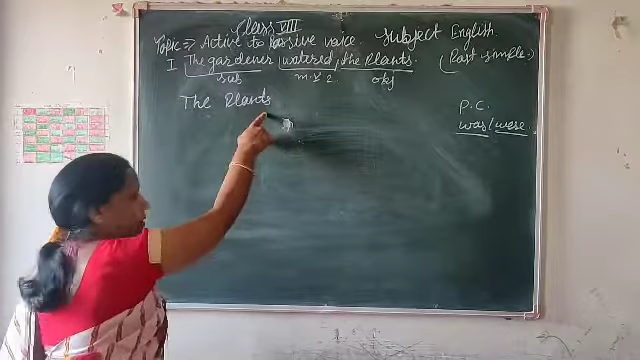 Class VIII
Topic ⇒ Active to Passive voice. Subject English.
I The gardener watered the Plants. (Past simple.)
sub m.v 2 obj
The Plants
P.C.
was/were.